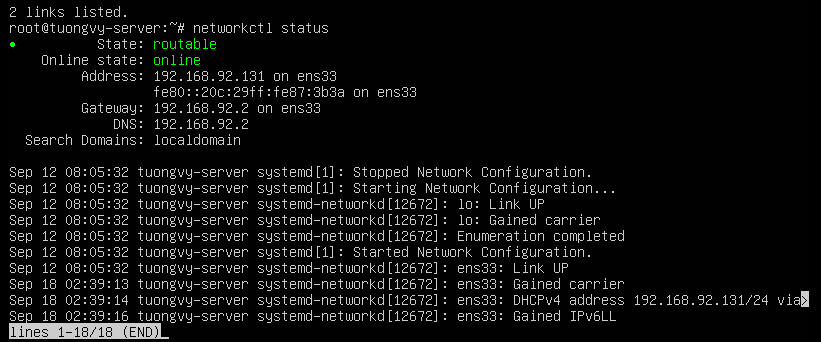 2 links listed.
root@tuongvy-server:~# networkctl status
● State: routable
Online state: online
Address: 192.168.92.131 on ens33
fe80::20c:29ff:fe87:3b3a on ens33
Gateway: 192.168.92.2 on ens33
DNS: 192.168.92.2
Search Domains: localdomain
Sep 12 08:05:32 tuongvy-server systemd[1]: Stopped Network Configuration.
Sep 12 08:05:32 tuongvy-server systemd[1]: Starting Network Configuration...
Sep 12 08:05:32 tuongvy-server systemd-networkd[12672]: lo: Link UP
Sep 12 08:05:32 tuongvy-server systemd-networkd[12672]: lo: Gained carrier
Sep 12 08:05:32 tuongvy-server systemd-networkd[12672]: Enumeration completed
Sep 12 08:05:32 tuongvy-server systemd[1]: Started Network Configuration.
Sep 12 08:05:32 tuongvy-server systemd-networkd[12672]: ens33: Link UP
Sep 18 02:39:13 tuongvy-server systemd-networkd[12672]: ens33: Gained carrier
Sep 18 02:39:14 tuongvy-server systemd-networkd[12672]: ens33: DHCPv4 address 192.168.92.131/24 via>
Sep 18 02:39:16 tuongvy-server systemd-networkd[12672]: ens33: Gained IPv6LL
lines 1-18/18 (END)